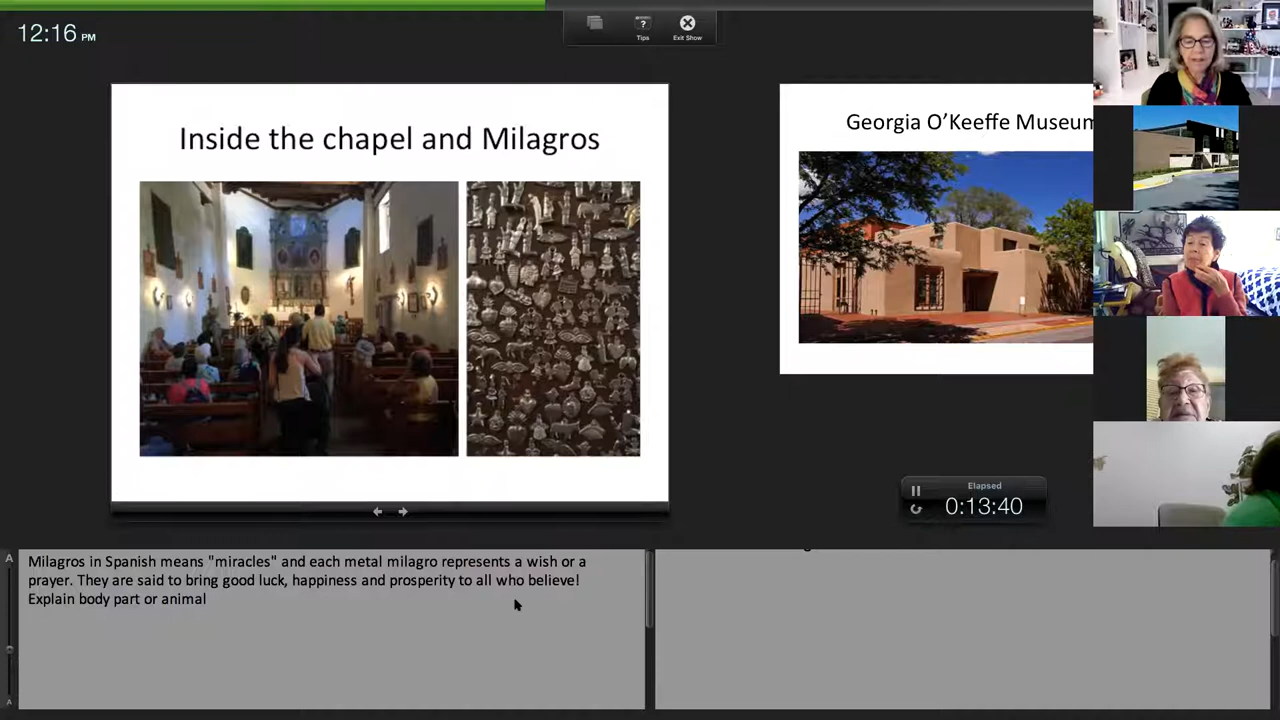 12:16 PM
Tips
Exit Show
Inside the chapel and Milagros
Georgia O'Keeffe Museum
Elapsed
0:13:40
A
Milagros in Spanish means "miracles" and each metal milagro represents a wish or a
prayer. They are said to bring good luck, happiness and prosperity to all who believe!
Explain body part or animal
A